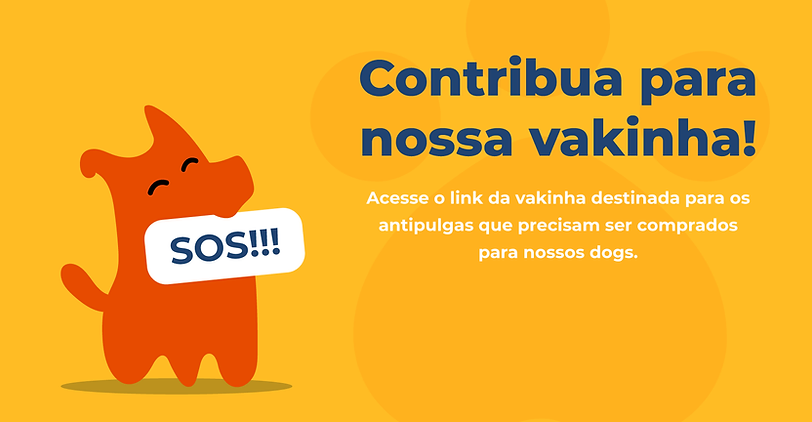 Contribua para
nossa vakinha!
Acesse o link da vakinha destinada para os
antipulgas que precisam ser comprados
para nossos dogs.
SOS!!!